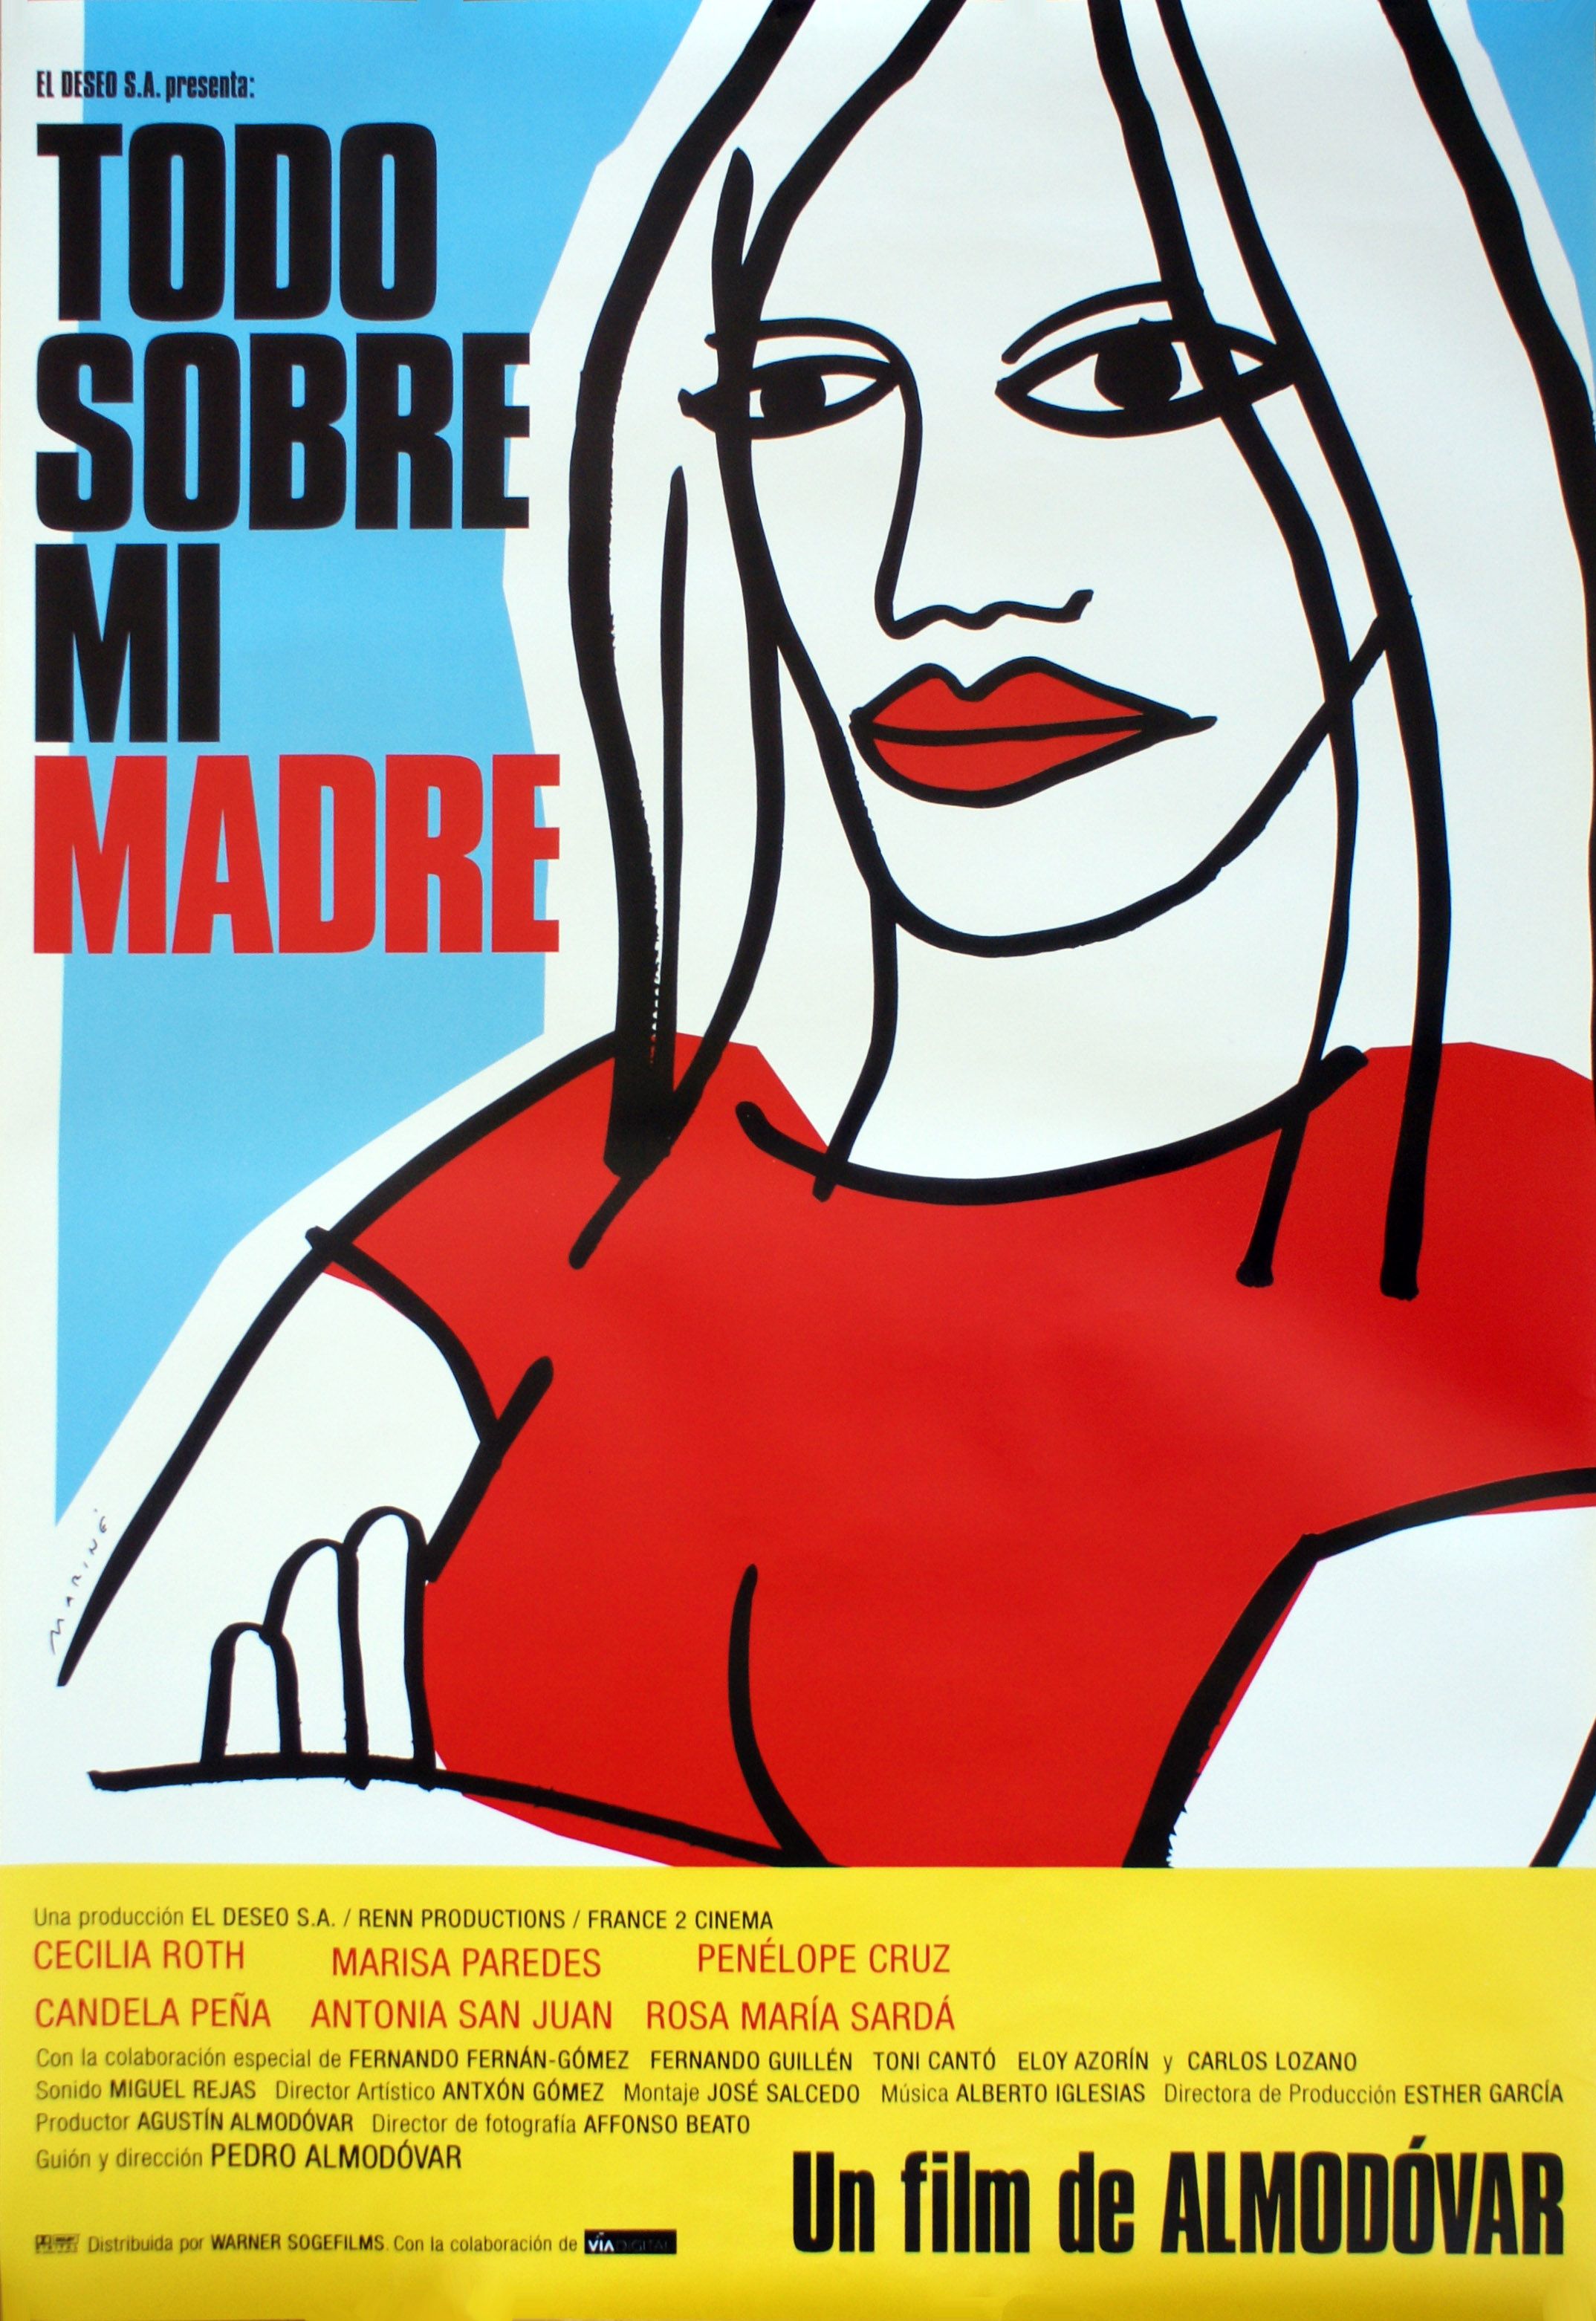 EL DESEO S.A. presenta:
TODO
SOBRE
MI
MADRE
MARINÉ
Una producción EL DESEO S.A. / RENN PRODUCTIONS / FRANCE 2 CINEMA
CECILIA ROTH MARISA PAREDES PENÉLOPE CRUZ
CANDELA PEÑA ANTONIA SAN JUAN ROSA MARÍA SARDÁ
Con la colaboración especial de FERNANDO FERNÁN-GÓMEZ FERNANDO GUILLÉN TONI CANTÓ ELOY AZORÍN y CARLOS LOZANO
Sonido MIGUEL REJAS Director Artístico ANTXÓN GÓMEZ Montaje JOSÉ SALCEDO Música ALBERTO IGLESIAS Directora de Producción ESTHER GARCÍA
Productor AGUSTÍN ALMODÓVAR Director de fotografía AFFONSO BEATO
Guión y dirección PEDRO ALMODÓVAR
Un film de ALMODÓVAR
Distribuida por WARNER SOGEFILMS. Con la colaboración de VIA DIGITAL